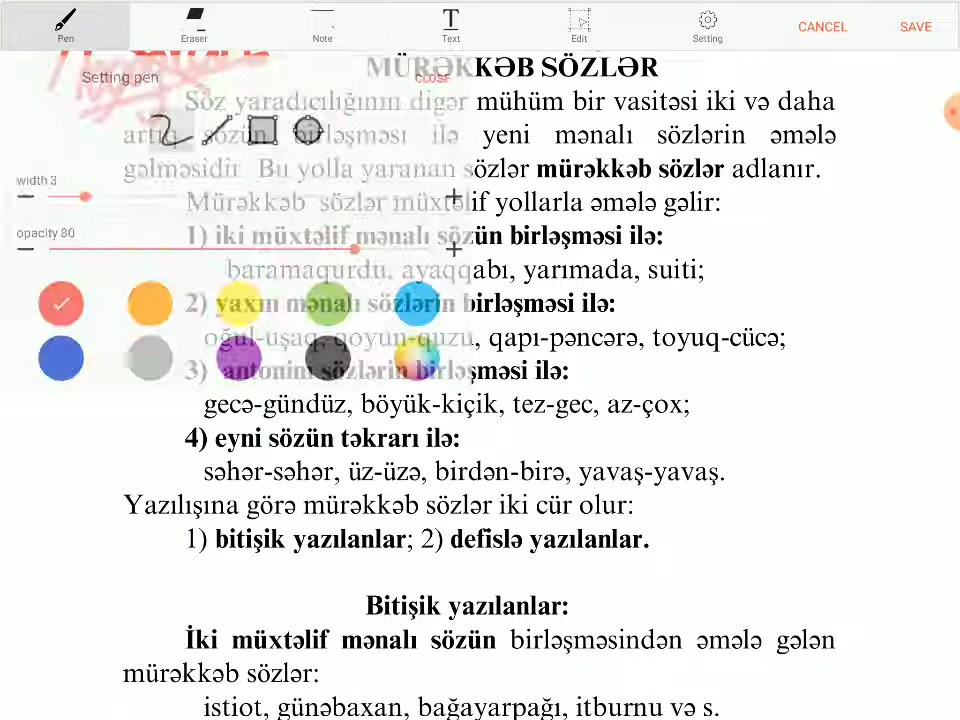 Pen
Eraser
Note
Text
Edit
Setting
CANCEL
SAVE
Setting pen
CLOSE
width 3
opacity 80
MÜRƏKKƏB SÖZLƏR
Söz yaradıcılığının digər mühüm bir vasitəsi iki və daha
artıq sözün birləşməsi ilə yeni mənalı sözlərin əmələ
gəlməsidir. Bu yolla yaranan sözlər mürəkkəb sözlər adlanır.
Mürəkkəb sözlər müxtəlif yollarla əmələ gəlir:
1) iki müxtəlif mənalı sözün birləşməsi ilə:
baramaqurdu, ayaqqabı, yarımada, suiti;
2) yaxın mənalı sözlərin birləşməsi ilə:
oğul-uşaq, qoyun-quzu, qapı-pəncərə, toyuq-cücə;
3) antonim sözlərin birləşməsi ilə:
gecə-gündüz, böyük-kiçik, tez-gec, az-çox;
4) eyni sözün təkrarı ilə:
səhər-səhər, üz-üzə, birdən-birə, yavaş-yavaş.
Yazılışına görə mürəkkəb sözlər iki cür olur:
1) bitişik yazılanlar; 2) defislə yazılanlar.
Bitişik yazılanlar:
İki müxtəlif mənalı sözün birləşməsindən əmələ gələn
mürəkkəb sözlər:
istiot, günəbaxan, bağayarpağı, itburnu və s.